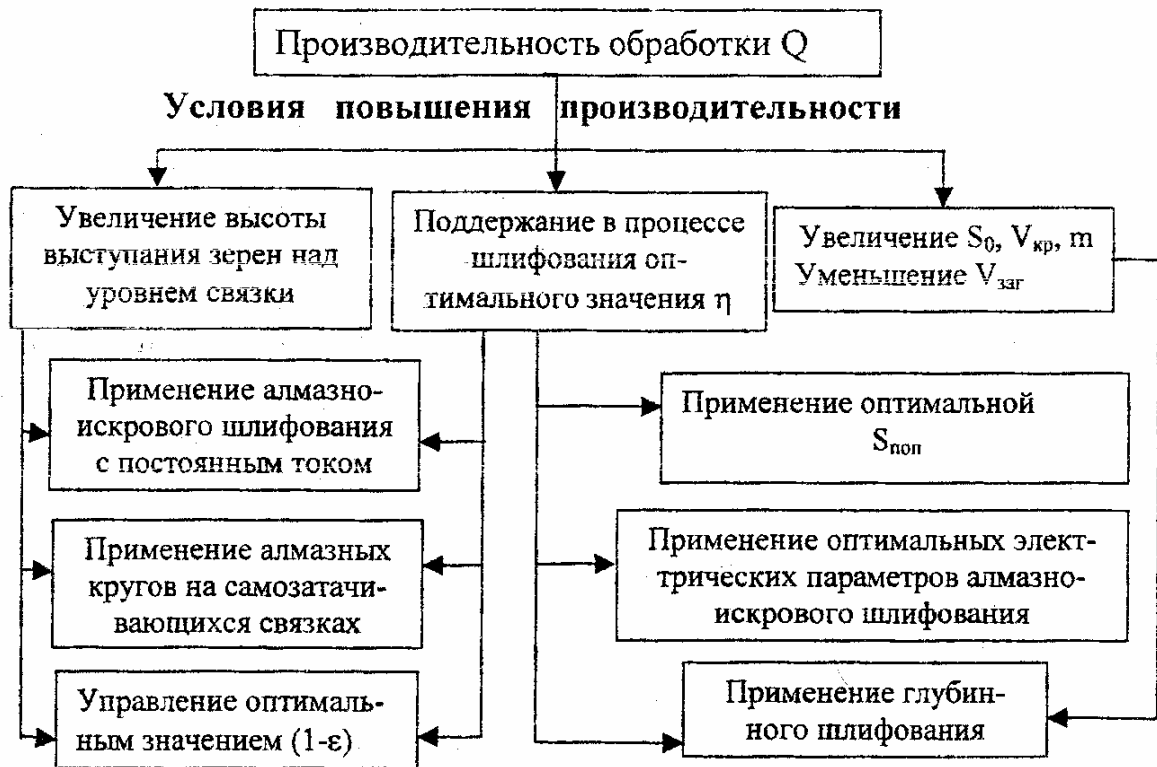 Производительность обработки Q
Условия повышения производительности
Увеличение высоты
выступания зерен над
уровнем связки
Поддержание в процессе
шлифования оп-
тимального значения η
Увеличение S₀, Vкр, m
Уменьшение Vзаг
Применение алмазно-
искрового шлифования
с постоянным током
Применение алмазных
кругов на самозатачи-
вающихся связках
Управление оптималь-
ным значением (1-ε)
Применение оптимальной
Sпоп
Применение оптимальных элект-
трических параметров алмазно-
искрового шлифования
Применение глубин-
ного шлифования